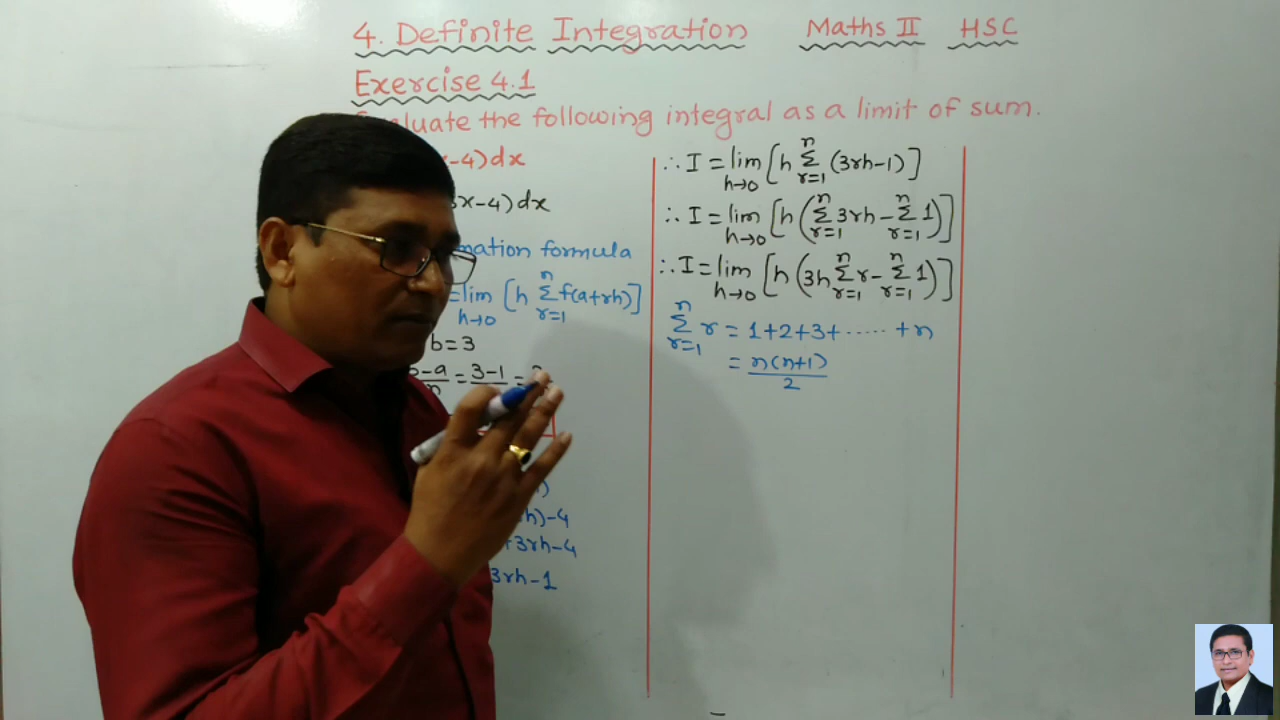 4. Definite Integration Maths II HSC
Exercise 4.1
the following integral as a limit of sum.
x-4)dx
3x-4)dx
formula
=lim h→0 [h n Σ r=1 f(a+rh)]
b=3
b-a/n = 3-1 =
h)-4
+3rh-4
3rh-1
∴ I = lim h→0 [h n Σ r=1 (3rh-1)]
∴ I = lim h→0 [h (n Σ r=1 3rh - n Σ r=1 1)]
∴ I = lim h→0 [h (3h n Σ r=1 r - n Σ r=1 1)]
n Σ r=1 r = 1+2+3+......+n
= n(n+1)/2